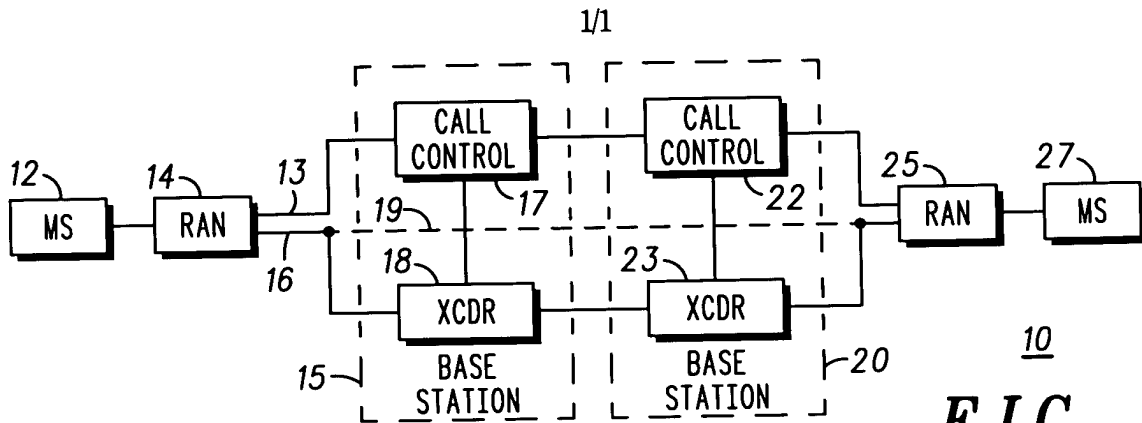 1/1
CALL
CONTROL
17
CALL
CONTROL
22
12
MS
14
RAN
13
16
19
25
RAN
27
MS
18
XCDR
23
XCDR
15
BASE
STATION
BASE
STATION
20
10
FIG